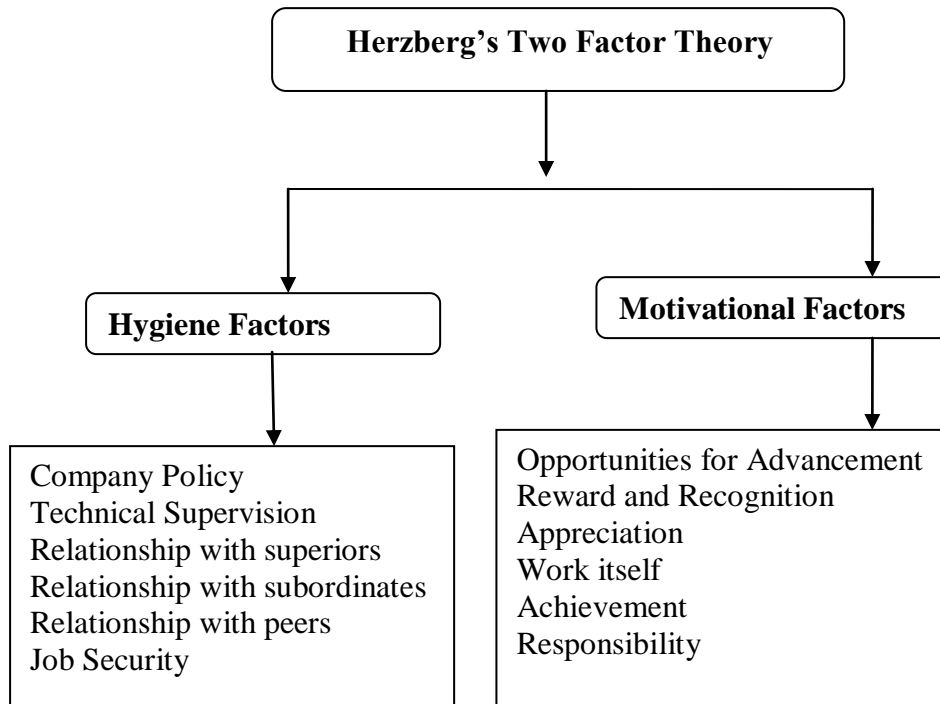 Herzberg's Two Factor Theory
Hygiene Factors
Motivational Factors
Company Policy
Technical Supervision
Relationship with superiors
Relationship with subordinates
Relationship with peers
Job Security
Opportunities for Advancement
Reward and Recognition
Appreciation
Work itself
Achievement
Responsibility